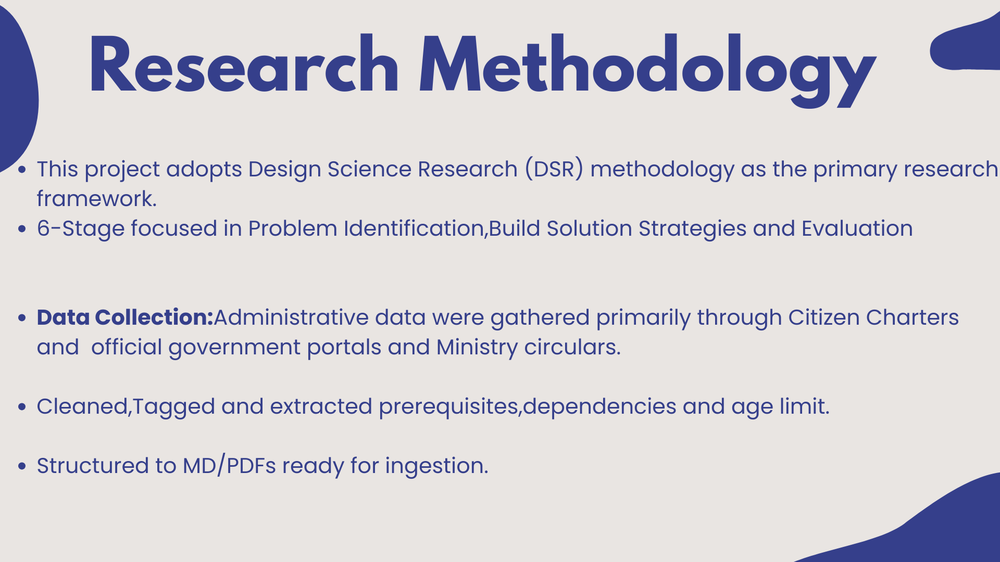 Research Methodology
• This project adopts Design Science Research (DSR) methodology as the primary research
framework.
• 6-Stage focused in Problem Identification,Build Solution Strategies and Evaluation
• Data Collection:Administrative data were gathered primarily through Citizen Charters
and  official government portals and Ministry circulars.
• Cleaned,Tagged and extracted prerequisites,dependencies and age limit.
• Structured to MD/PDFs ready for ingestion.